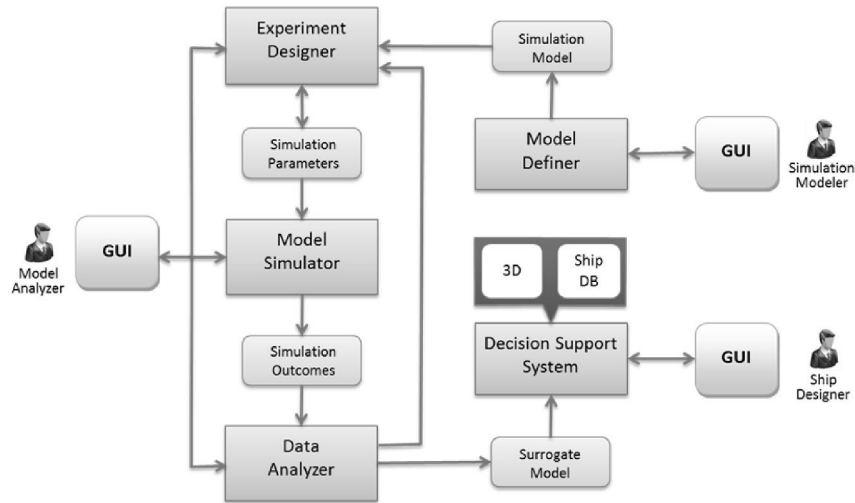 Experiment
Designer
Simulation
Model
Simulation
Parameters
Model
Definer
GUI
Simulation
Modeler
GUI
Model
Analyzer
Model
Simulator
3D
Ship
DB
Simulation
Outcomes
Decision Support
System
GUI
Ship
Designer
Data
Analyzer
Surrogate
Model